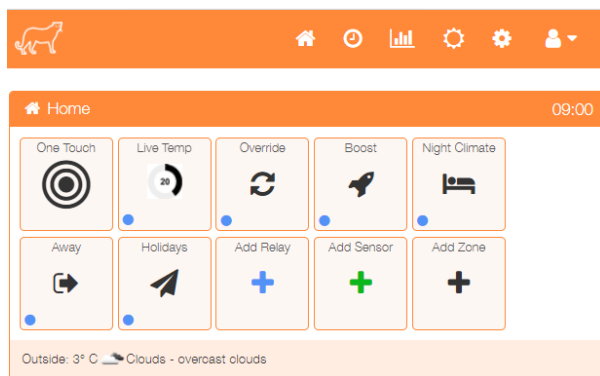 Home 09:00
One Touch Live Temp Override Boost Night Climate
20
Away Holidays Add Relay Add Sensor Add Zone
Outside: 3° C Clouds - overcast clouds